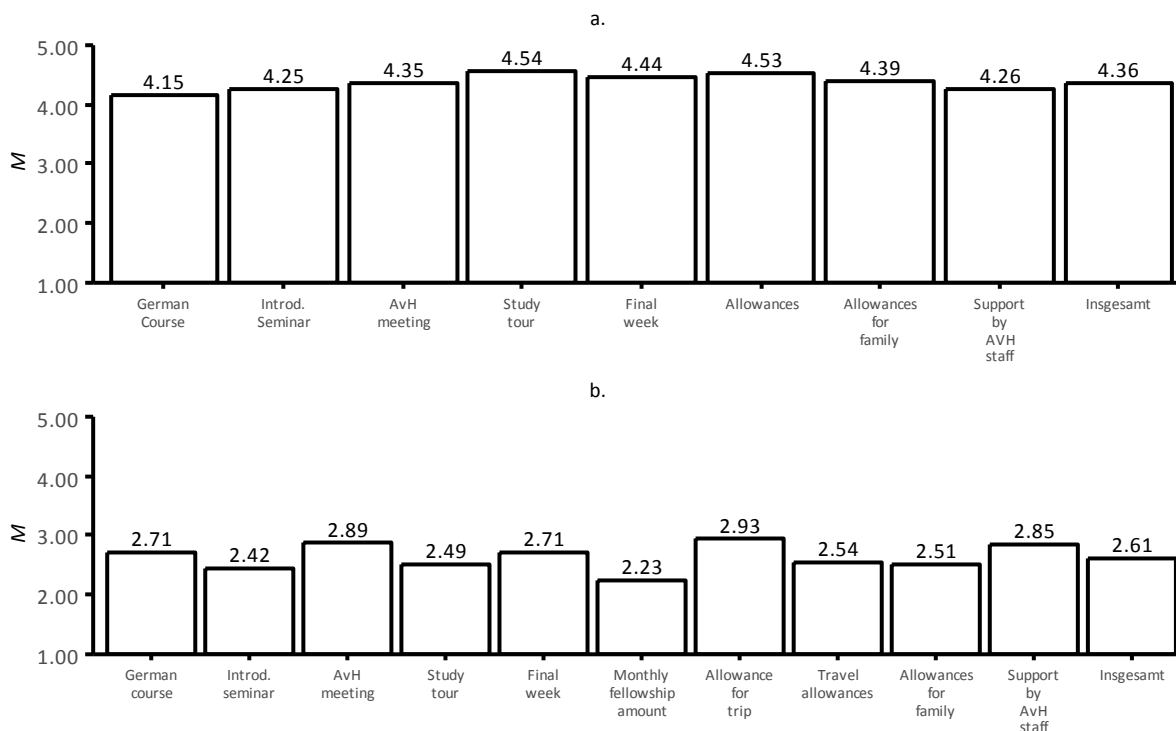 a.
5.00
4.00
3.00
2.00
1.00
M
4.15 4.25 4.35 4.54 4.44 4.53 4.39 4.26 4.36
German
Course
Introd.
Seminar
AvH
meeting
Study
tour
Final
week
Allowances
Allowances
for
family
Support
by
AVH
staff
Insgesamt
b.
5.00
4.00
3.00
2.00
1.00
M
2.71 2.42 2.89 2.49 2.71 2.23 2.93 2.54 2.51 2.85 2.61
German
course
Introd.
seminar
AvH
meeting
Study
tour
Final
week
Monthly
fellowship
amount
Allowance
for
trip
Travel
allowances
Allowances
for
family
Support
by
AvH
staff
Insgesamt